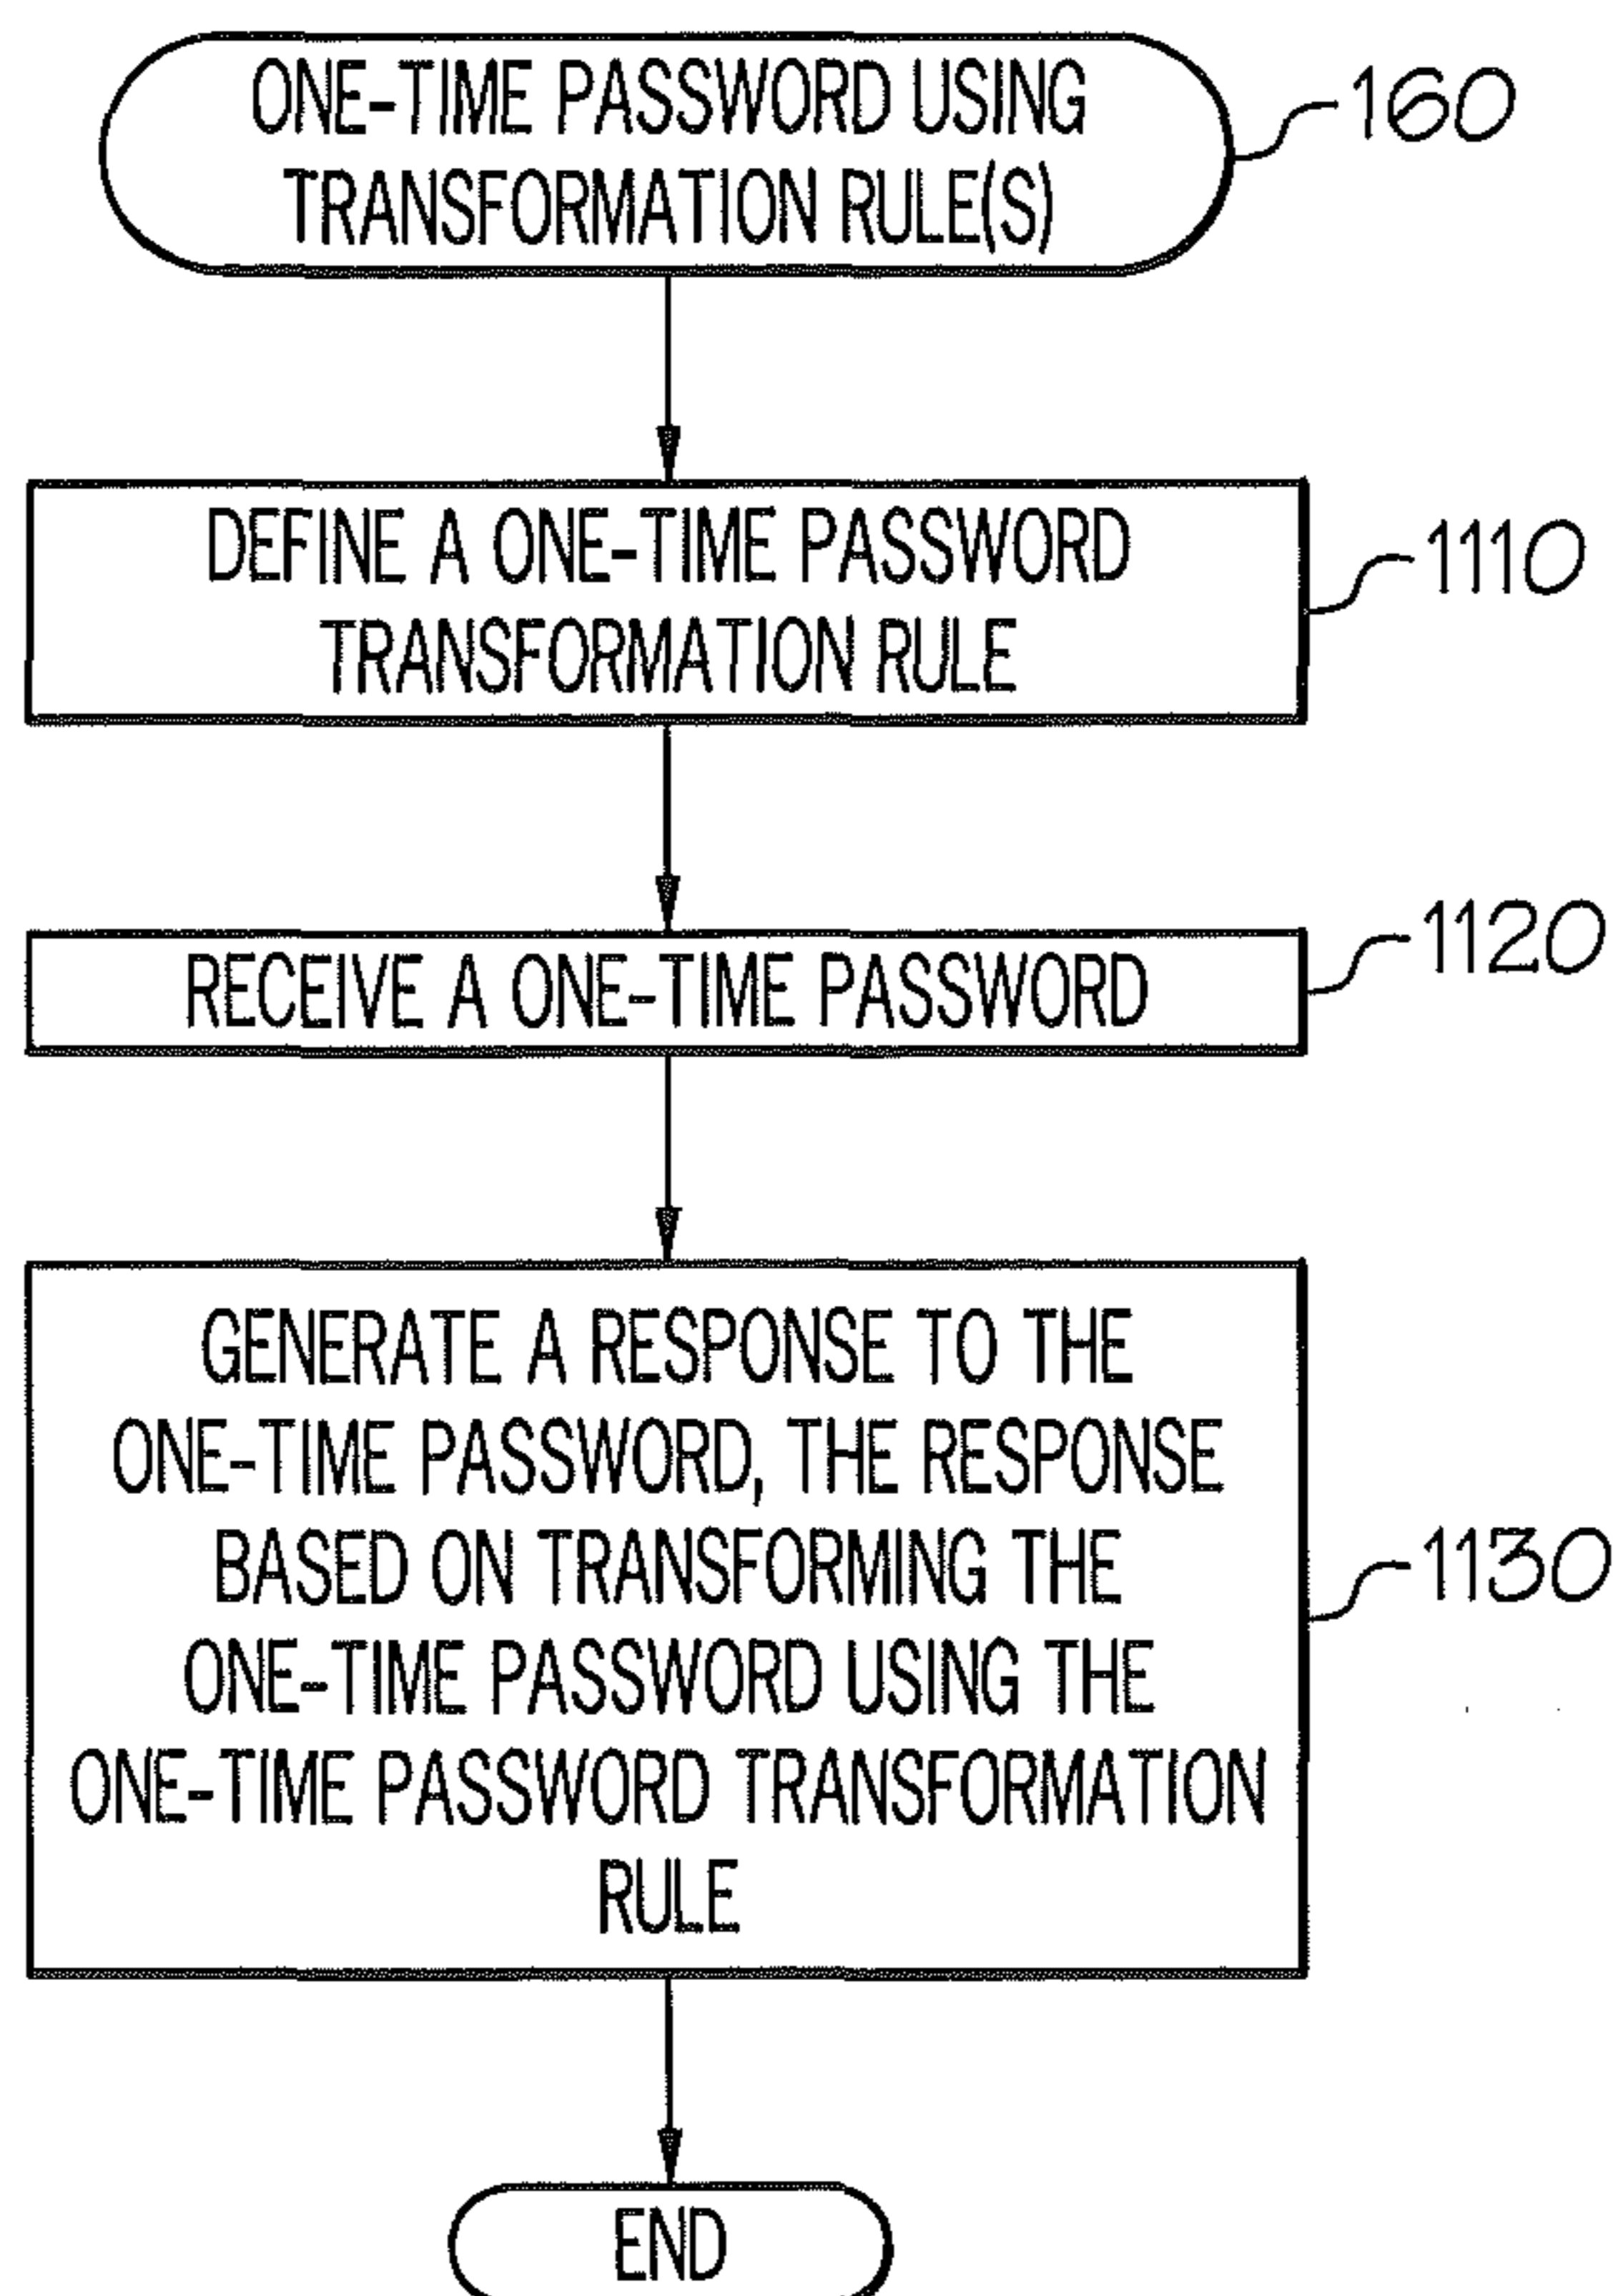 ONE-TIME PASSWORD USING
TRANSFORMATION RULE(S)
160
DEFINE A ONE-TIME PASSWORD
TRANSFORMATION RULE
1110
RECEIVE A ONE-TIME PASSWORD
1120
GENERATE A RESPONSE TO THE
ONE-TIME PASSWORD, THE RESPONSE
BASED ON TRANSFORMING THE
ONE-TIME PASSWORD USING THE
ONE-TIME PASSWORD TRANSFORMATION
RULE
1130
END